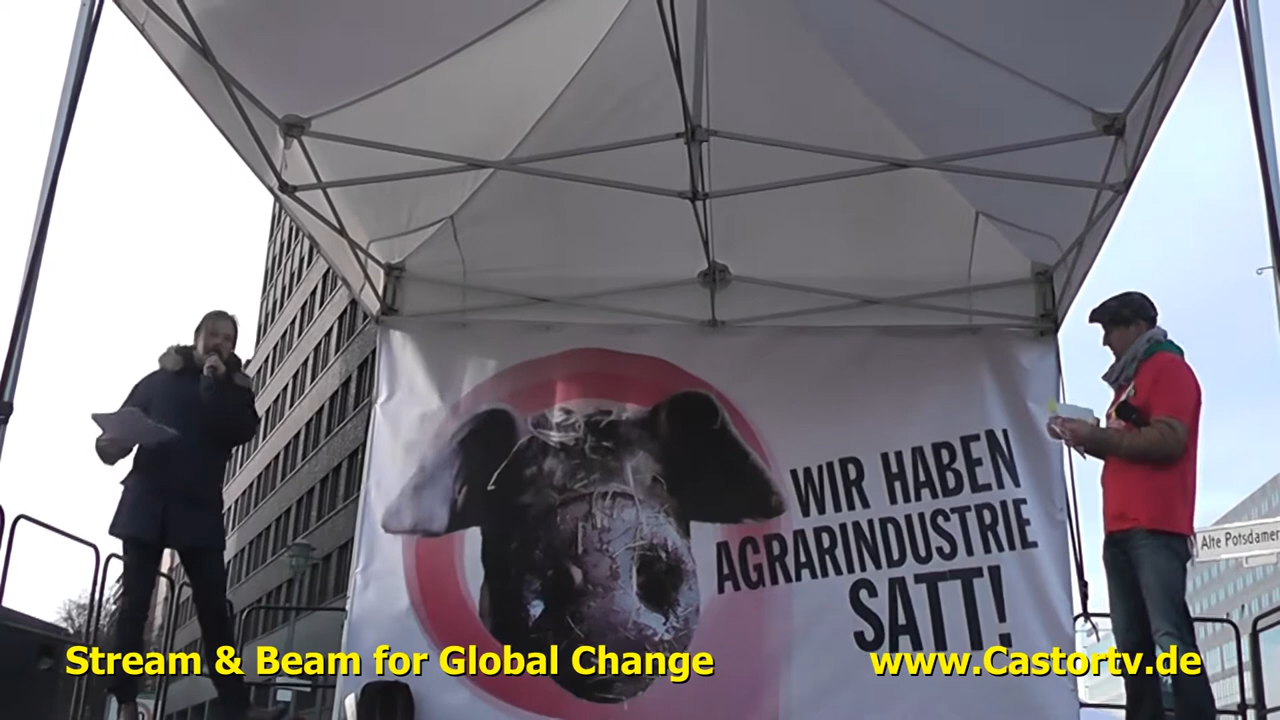 WIR HABEN
AGRARINDUSTRIE
SATT!
Alte Potsdamer
Stream & Beam for Global Change
www.Castortv.de